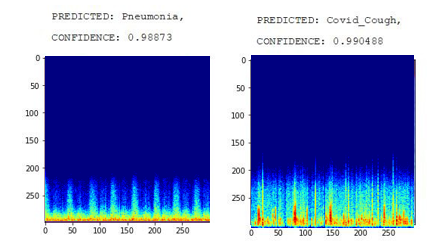 PREDICTED: Pneumonia,
CONFIDENCE: 0.98873
0
50
100
150
200
250
0 50 100 150 200 250
PREDICTED: Covid_Cough,
CONFIDENCE: 0.990488
0
50
100
150
200
250
0 50 100 150 200 250